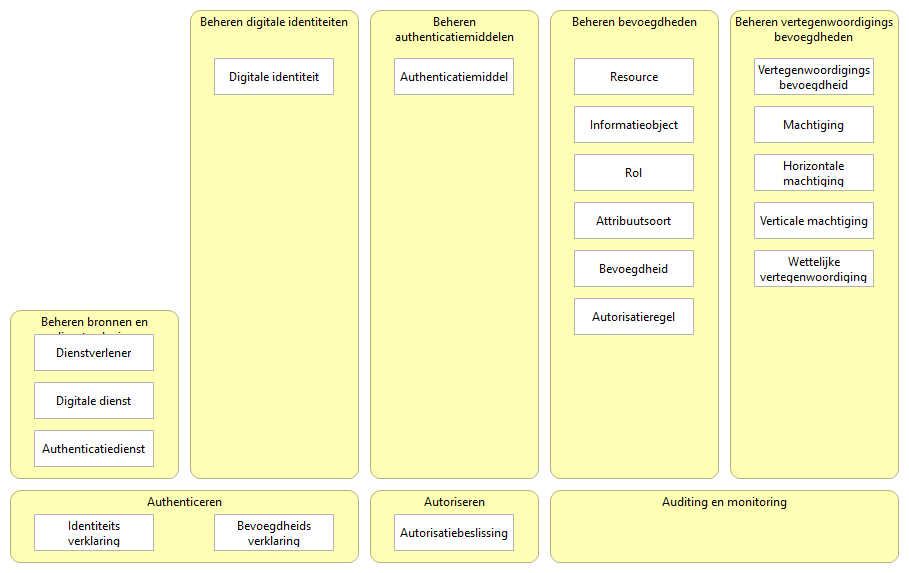 Beheren digitale identiteiten
Digitale identiteit
Beheren
authenticatiemiddelen
Authenticatiemiddel
Beheren bevoegdheden
Resource
Informatieobject
Rol
Attribuutsoort
Bevoegdheid
Autorisatieregel
Beheren vertegenwoordigings
bevoegdheden
Vertegenwoordigings
bevoegdheid
Machtiging
Horizontale
machtiging
Verticale machtiging
Wettelijke
vertegenwoordiging
Beheren bronnen en
Dienstverlener
Digitale dienst
Authenticatiedienst
Authenticeren
Identiteits
verklaring
Bevoegdheids
verklaring
Autoriseren
Autorisatiebeslissing
Auditing en monitoring